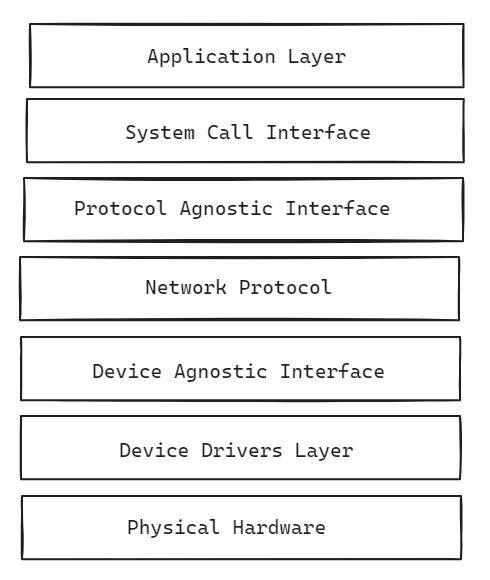 Application Layer
System Call Interface
Protocol Agnostic Interface
Network Protocol
Device Agnostic Interface
Device Drivers Layer
Physical Hardware